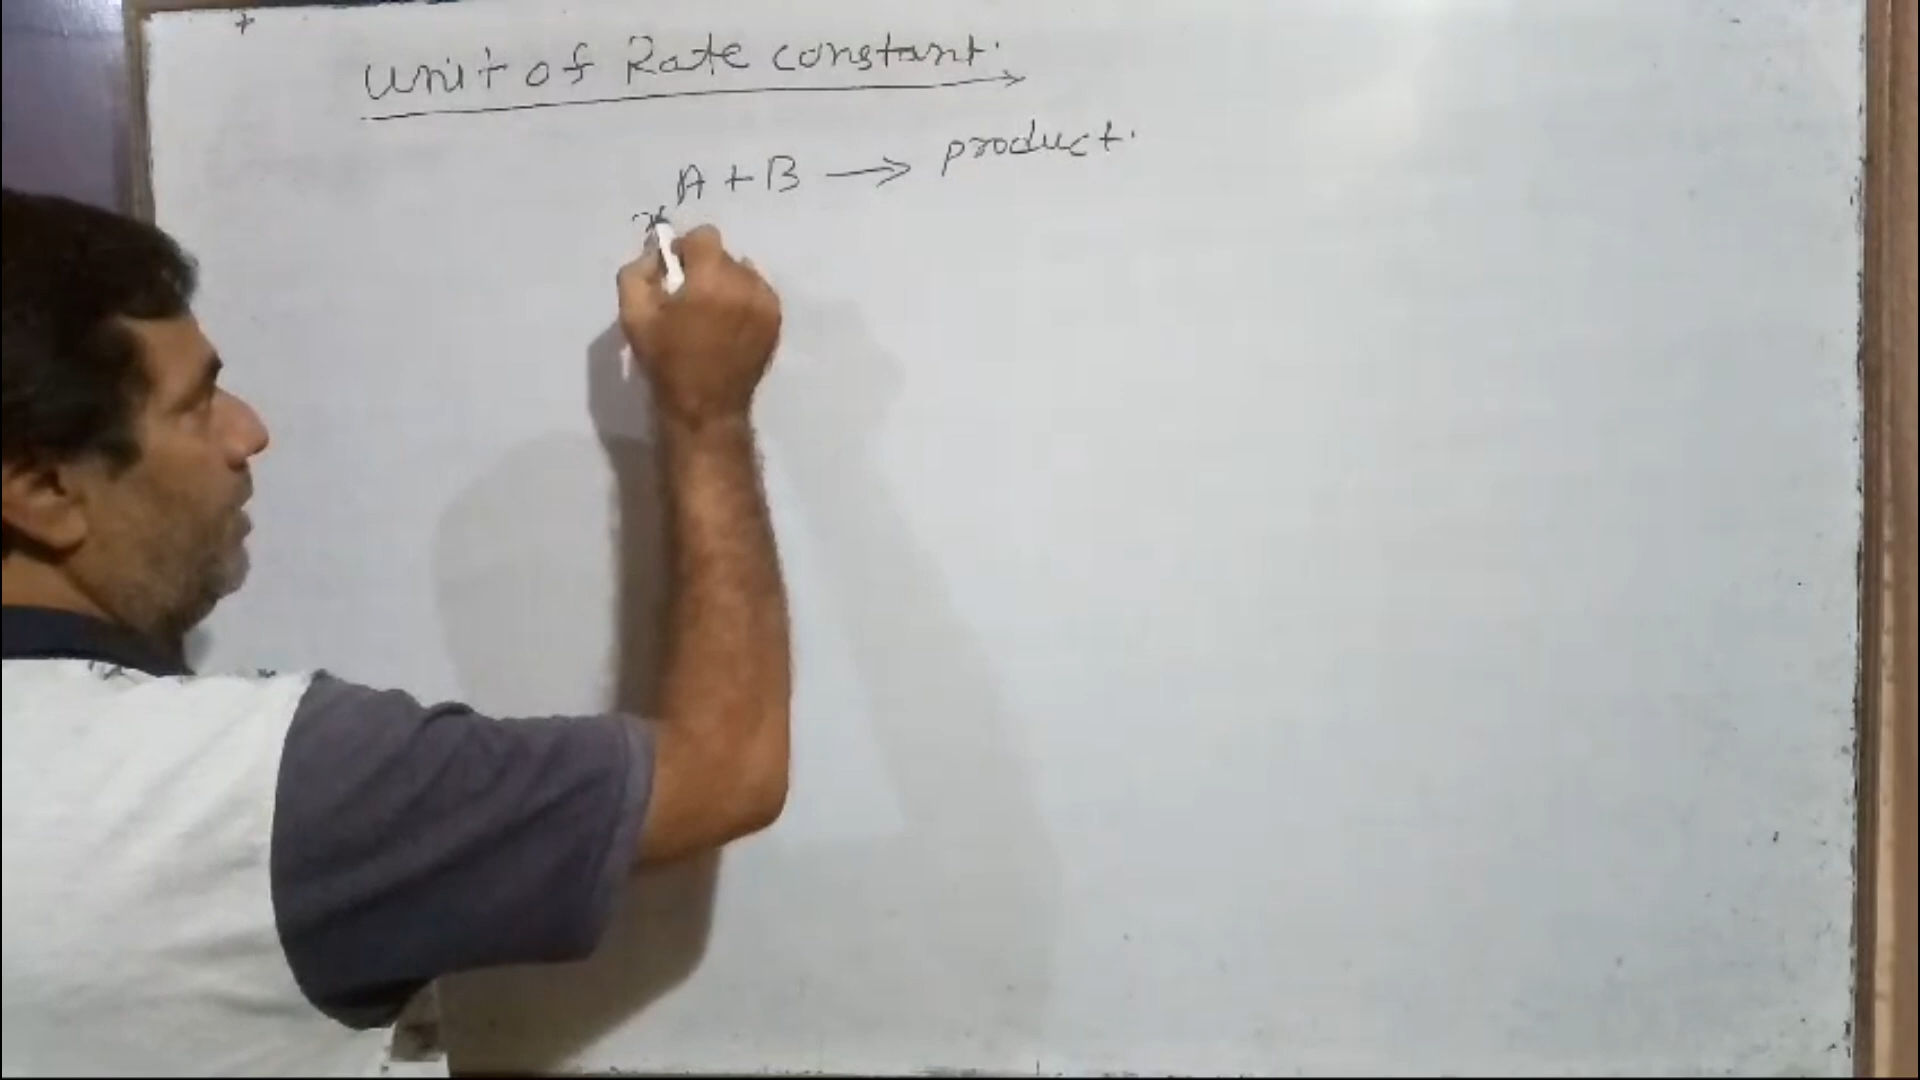 Unit of Rate constant.
A + B → product.
x